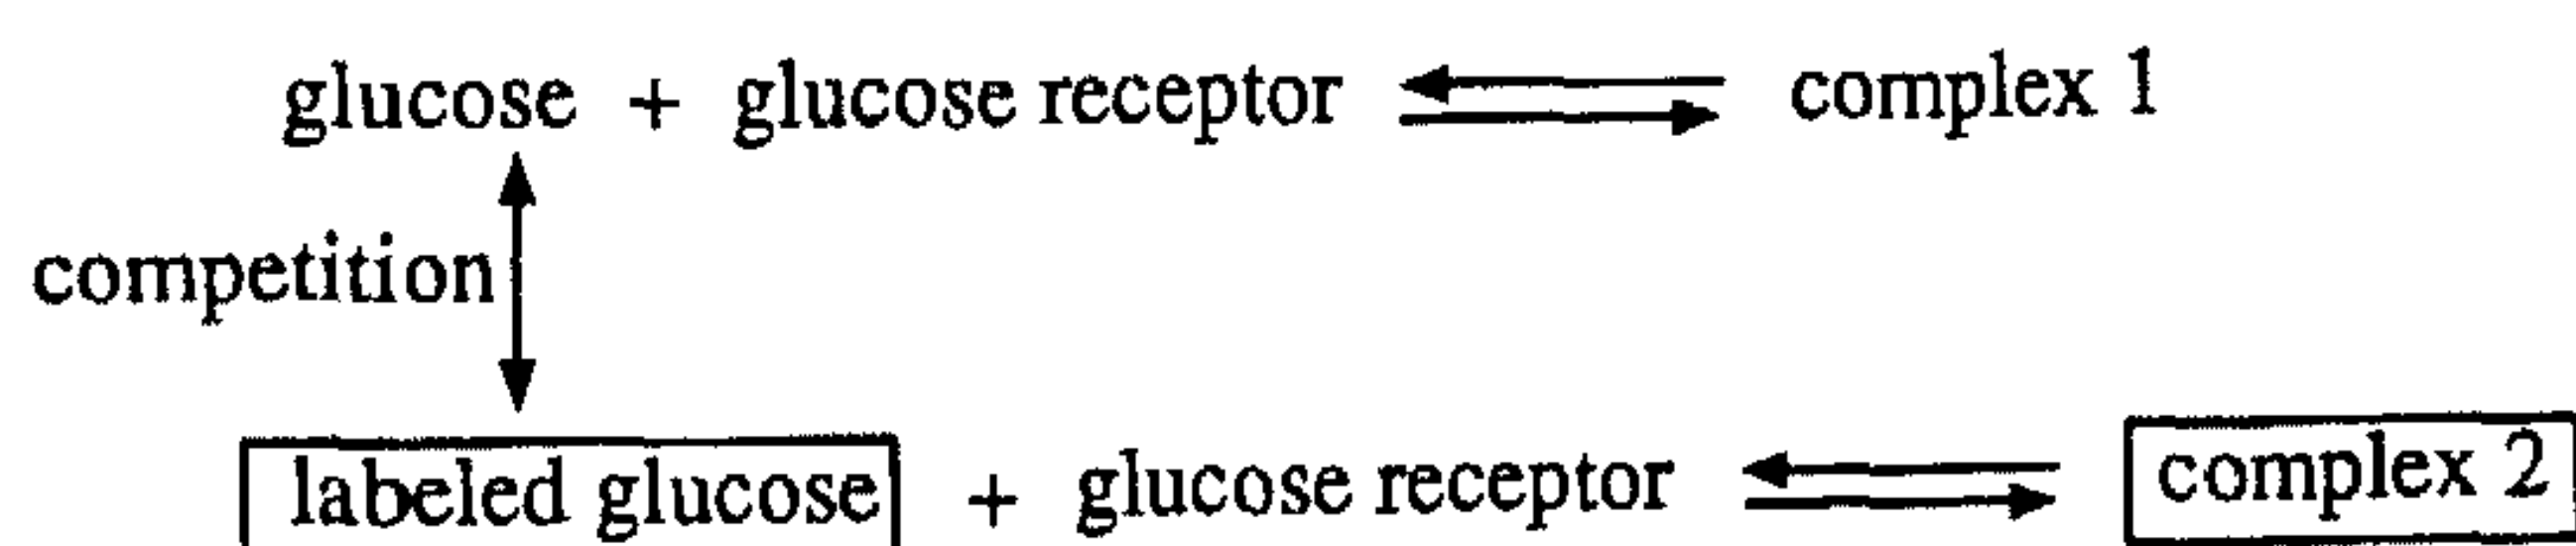 glucose + glucose receptor complex 1
competition
labeled glucose + glucose receptor complex 2